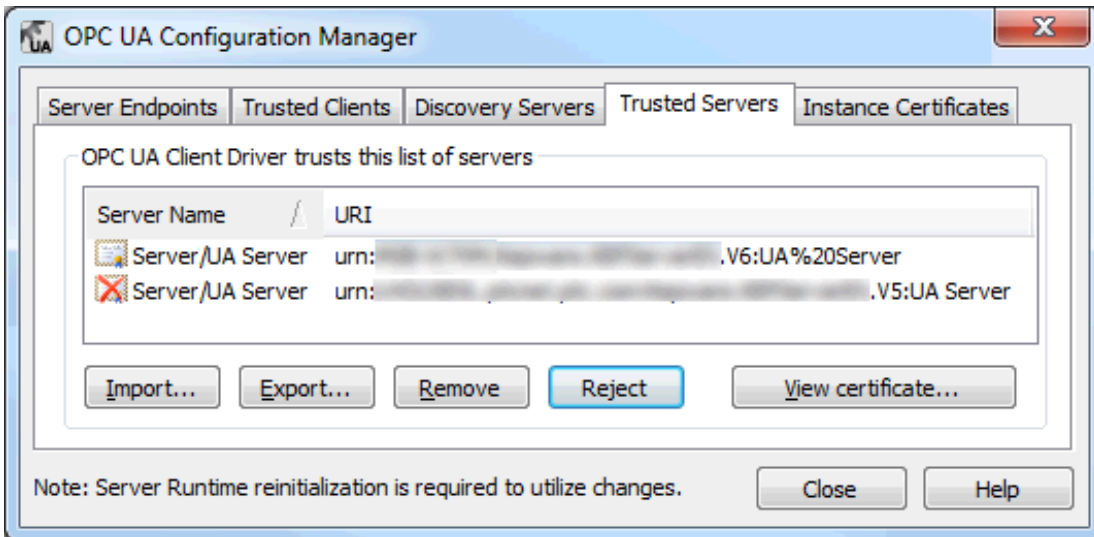 UA OPC UA Configuration Manager
Server Endpoints Trusted Clients Discovery Servers Trusted Servers Instance Certificates
OPC UA Client Driver trusts this list of servers
Server Name URI
Server/UA Server urn: .V6:UA%20Server
Server/UA Server urn: .V5:UA Server
Import... Export... Remove Reject View certificate...
Note: Server Runtime reinitialization is required to utilize changes. Close Help